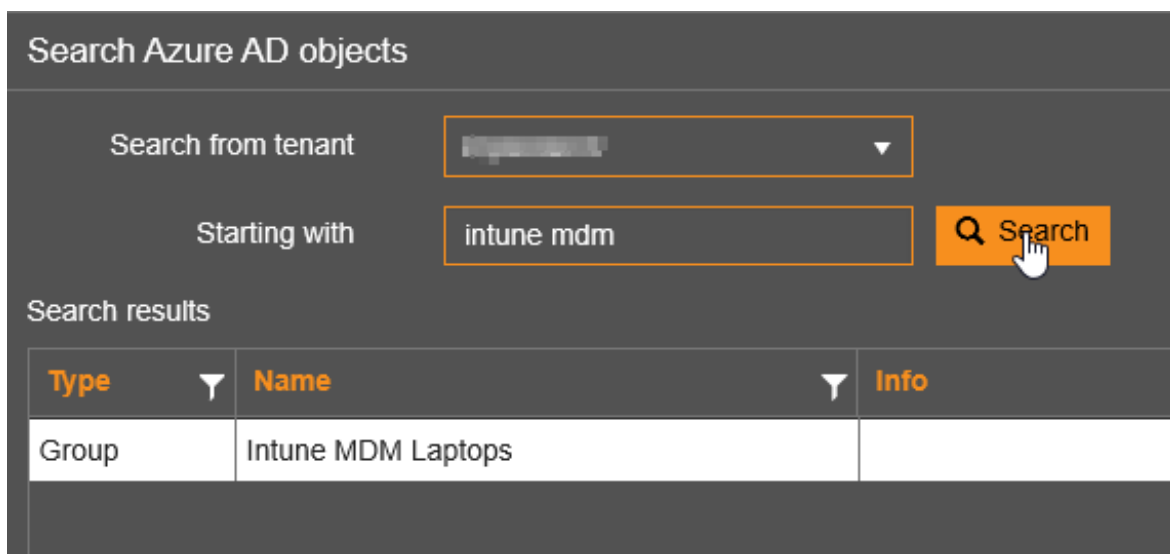 Search Azure AD objects
Search from tenant
Starting with intune mdm Search
Search results
Type Name Info
Group Intune MDM Laptops